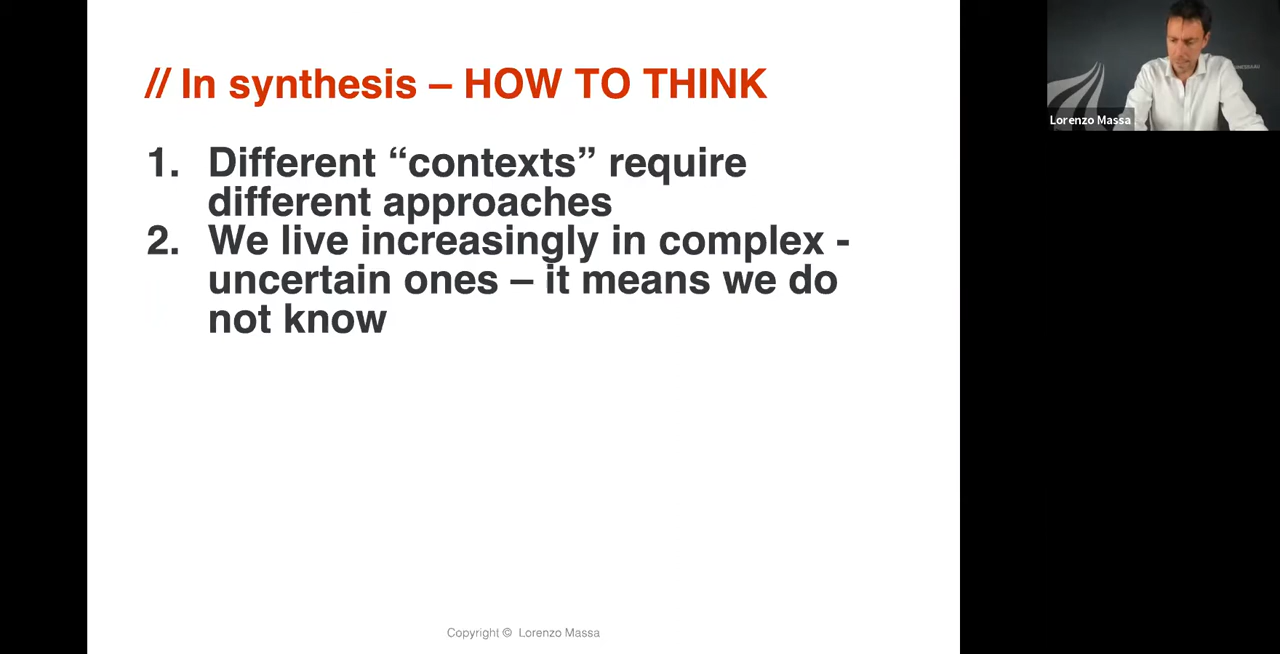 // In synthesis – HOW TO THINK
1. Different “contexts” require
different approaches
2. We live increasingly in complex -
uncertain ones – it means we do
not know
Copyright © Lorenzo Massa
Lorenzo Massa